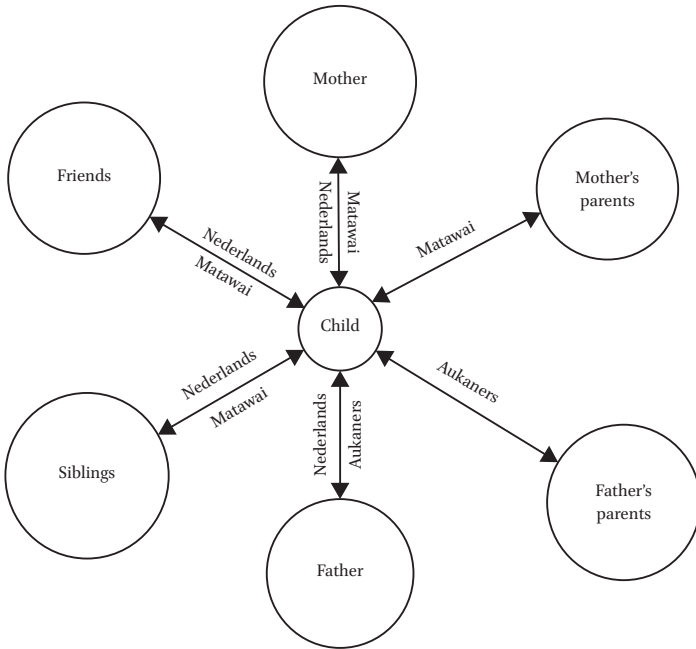 Mother
Friends
Mother's
parents
Nederlands
Matawai
Nederlands
Matawai
Matawai
Child
Nederlands
Matawai
Nederlands
Aukaners
Aukaners
Siblings
Father's
parents
Father